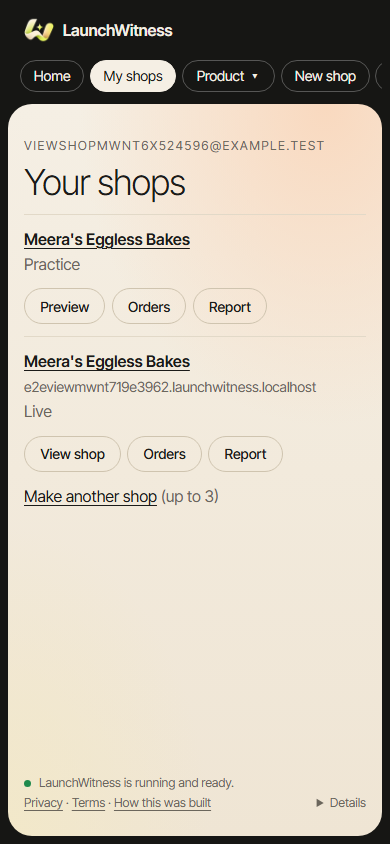 LaunchWitness
Home My shops Product ▼ New shop
VIEWSHOPMWNT6X524596@EXAMPLE.TEST
Your shops
Meera's Eggless Bakes
Practice
Preview Orders Report
Meera's Eggless Bakes
e2eviewmwnt719e3962.launchwitness.localhost
Live
View shop Orders Report
Make another shop (up to 3)
LaunchWitness is running and ready.
Privacy · Terms · How this was built ▶ Details